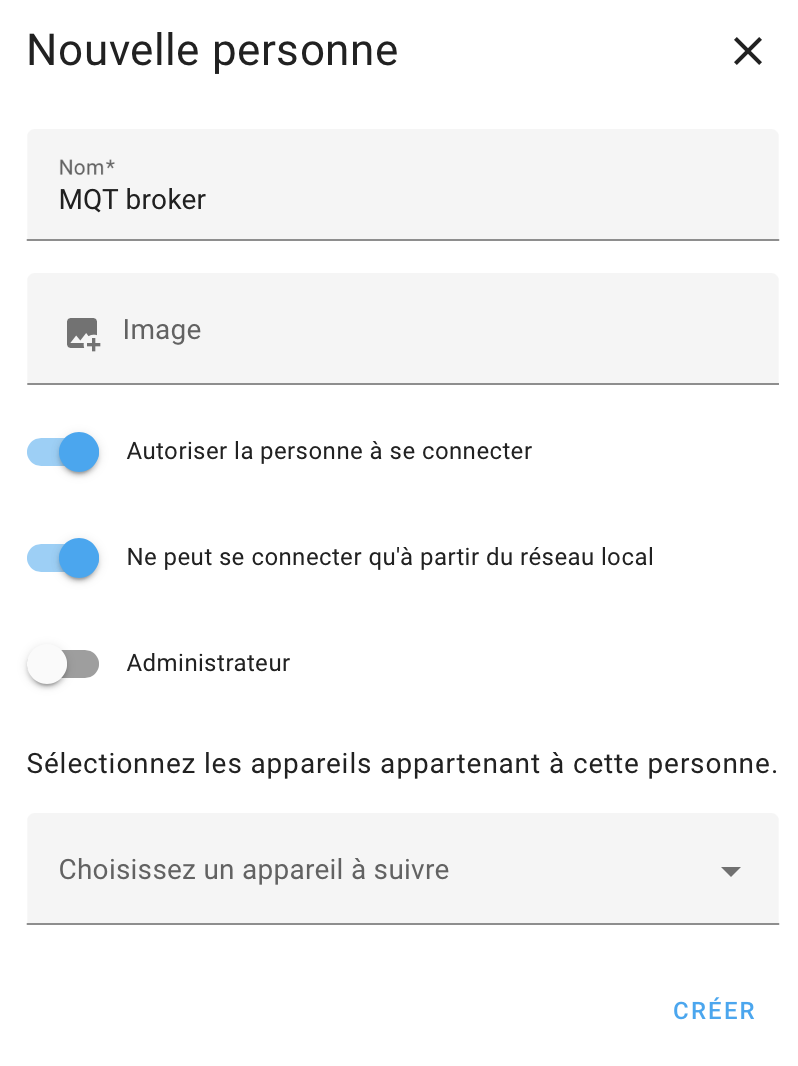 Nouvelle personne
Nom*
MQT broker
Image
Autoriser la personne à se connecter
Ne peut se connecter qu'à partir du réseau local
Administrateur
Sélectionnez les appareils appartenant à cette personne.
Choisissez un appareil à suivre
CRÉER